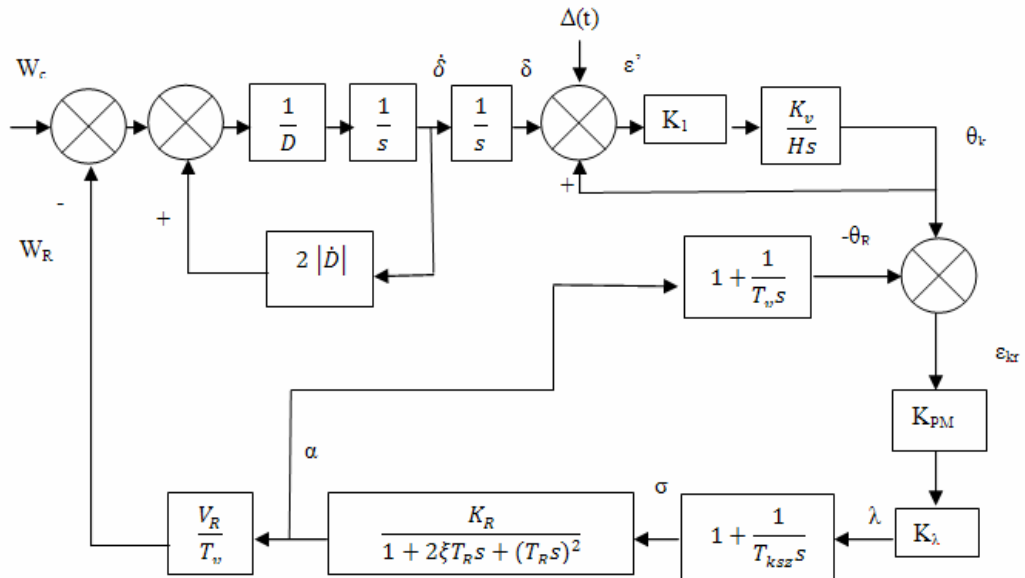 Δ(t)
W_c
δ̇
δ
ε’
1/D
1/s
1/s
K₁
K_v/Hs
θ_k
-
+
+
W_R
2 |Ḋ|
1 + 1/(T_v s)
-θ_R
ε_kr
K_PM
α
σ
λ
V_R/T_v
K_R/(1 + 2ξT_R s + (T_R s)²)
1 + 1/(T_ksz s)
K_λ